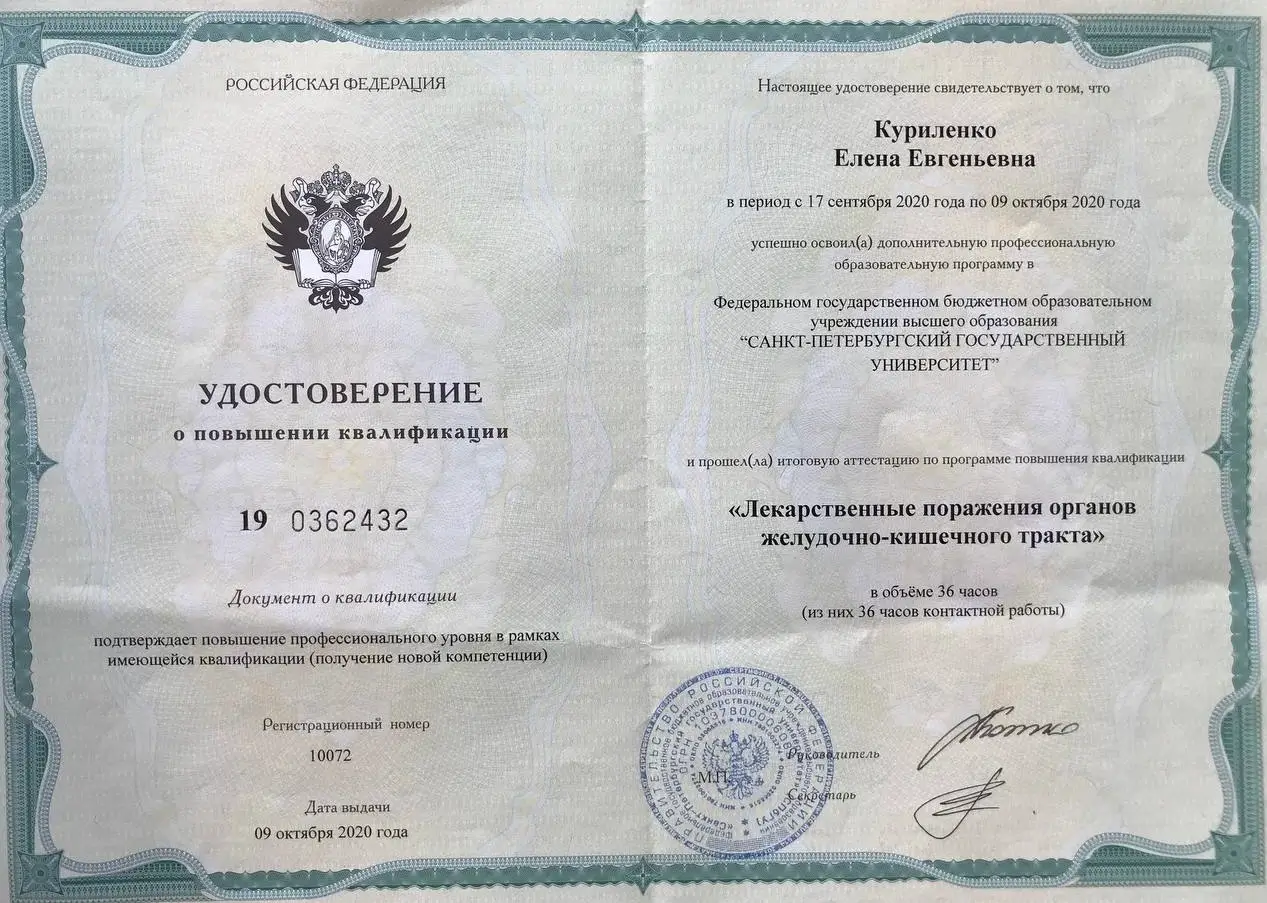 РОССИЙСКАЯ ФЕДЕРАЦИЯ
УДОСТОВЕРЕНИЕ
о повышении квалификации
19 0362432
Документ о квалификации
подтверждает повышение профессионального уровня в рамках
имеющейся квалификации (получение новой компетенции)
Регистрационный номер
10072
Дата выдачи
09 октября 2020 года
Настоящее удостоверение свидетельствует о том, что
Куриленко
Елена Евгеньевна
в период с 17 сентября 2020 года по 09 октября 2020 года
успешно освоил(а) дополнительную профессиональную
образовательную программу в
Федеральном государственном бюджетном образовательном
учреждении высшего образования
“САНКТ-ПЕТЕРБУРГСКИЙ ГОСУДАРСТВЕННЫЙ
УНИВЕРСИТЕТ”
и прошел(ла) итоговую аттестацию по программе повышения квалификации
«Лекарственные поражения органов
желудочно-кишечного тракта»
в объёме 36 часов
(из них 36 часов контактной работы)
Руководитель
М.П.
Секретарь
ПРАВИТЕЛЬСТВО РОССИЙСКОЙ ФЕДЕРАЦИИ